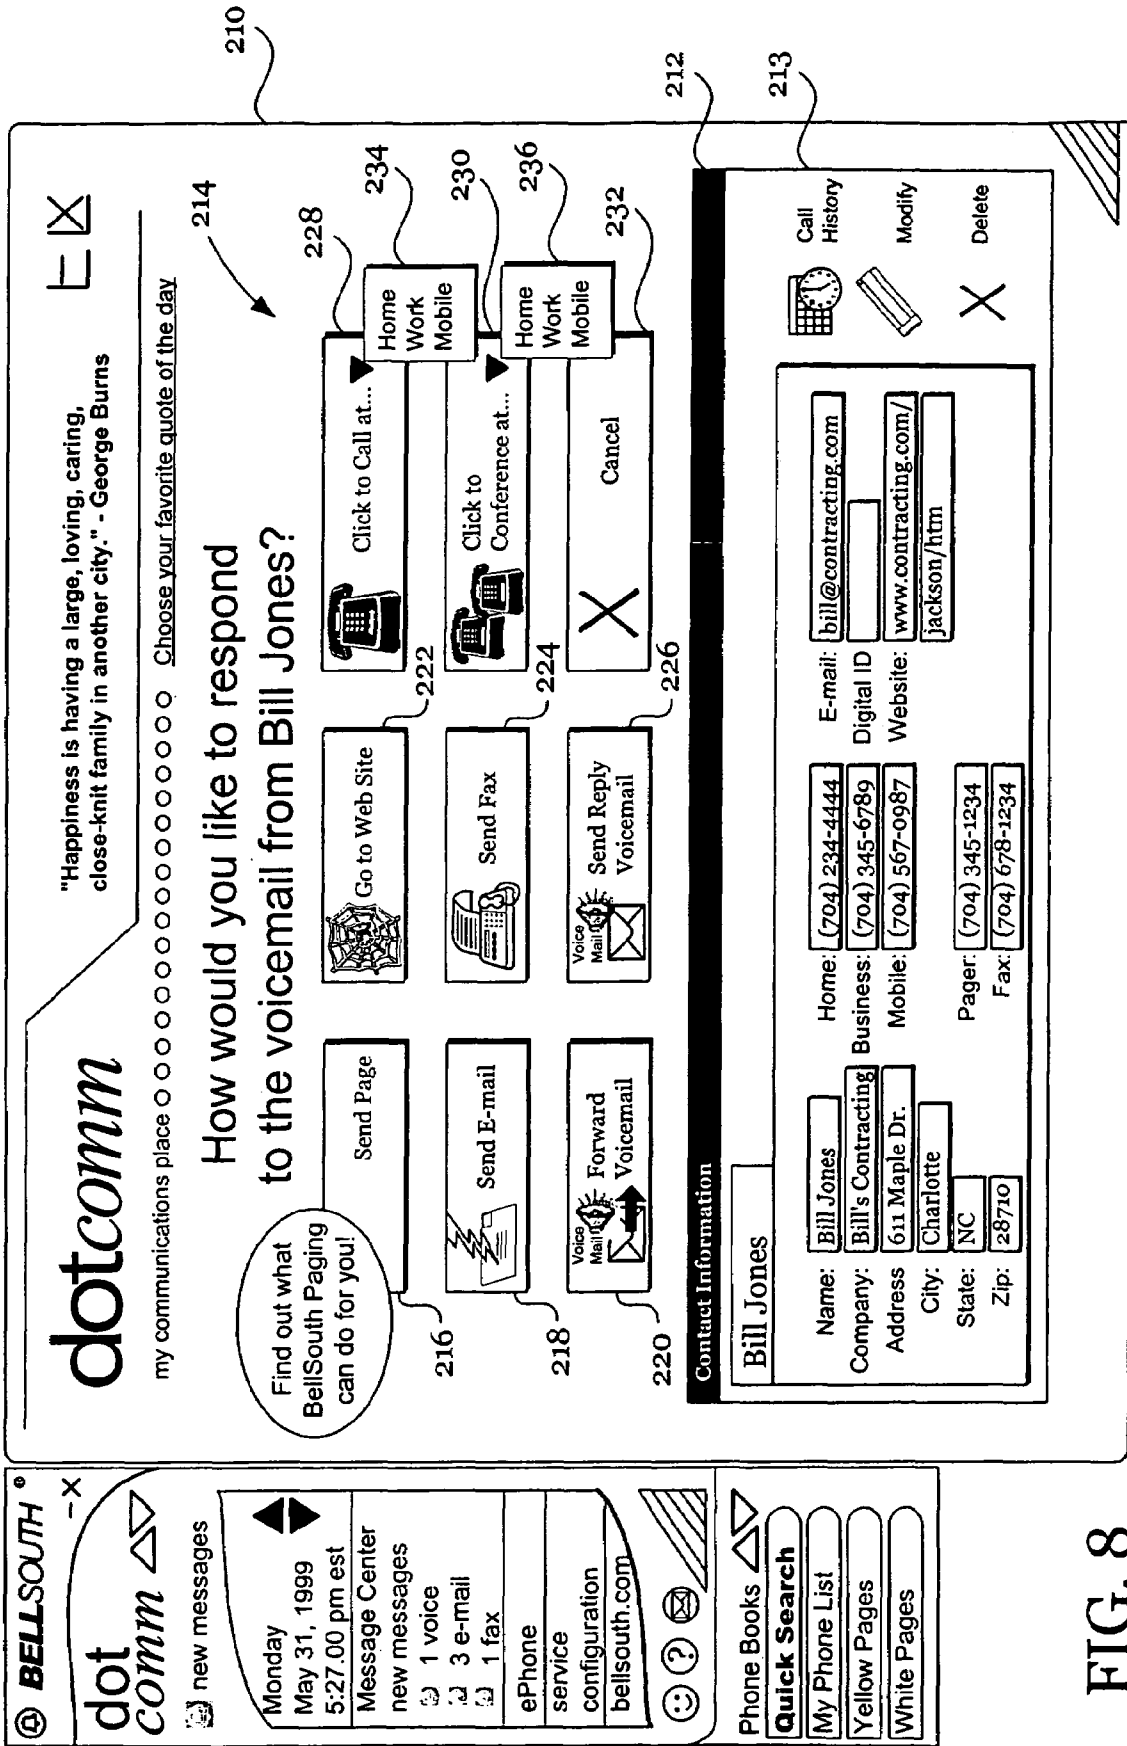 BELLSOUTH ®
– X
dot
comm
new messages
Monday
May 31, 1999
5:27.00 pm est
Message Center
new messages
1 voice
3 e-mail
1 fax
ePhone
service
configuration
bellsouth.com
?
Phone Books
Quick Search
My Phone List
Yellow Pages
White Pages
dotcomm
"Happiness is having a large, loving, caring,
close-knit family in another city." - George Burns
my communications place
Choose your favorite quote of the day
How would you like to respond
to the voicemail from Bill Jones?
Find out what
BellSouth Paging
can do for you!
Send Page
Go to Web Site
Click to Call at...
Home
Work
Mobile
Send E-mail
Send Fax
Click to
Conference at...
Home
Work
Mobile
Voice
Mail
Forward
Voicemail
Voice
Mail
Send Reply
Voicemail
Cancel
Contact Information
Bill Jones
Name: Bill Jones
Company: Bill's Contracting
Address 611 Maple Dr.
City: Charlotte
State: NC
Zip: 28710
Home: (704) 234-4444
Business: (704) 345-6789
Mobile: (704) 567-0987
Pager: (704) 345-1234
Fax: (704) 678-1234
E-mail: bill@contracting.com
Digital ID
Website: www.contracting.com/
jackson/htm
Call
History
Modify
Delete
210
214
228
234
230
236
232
222
224
226
216
218
220
212
213
FIG. 8